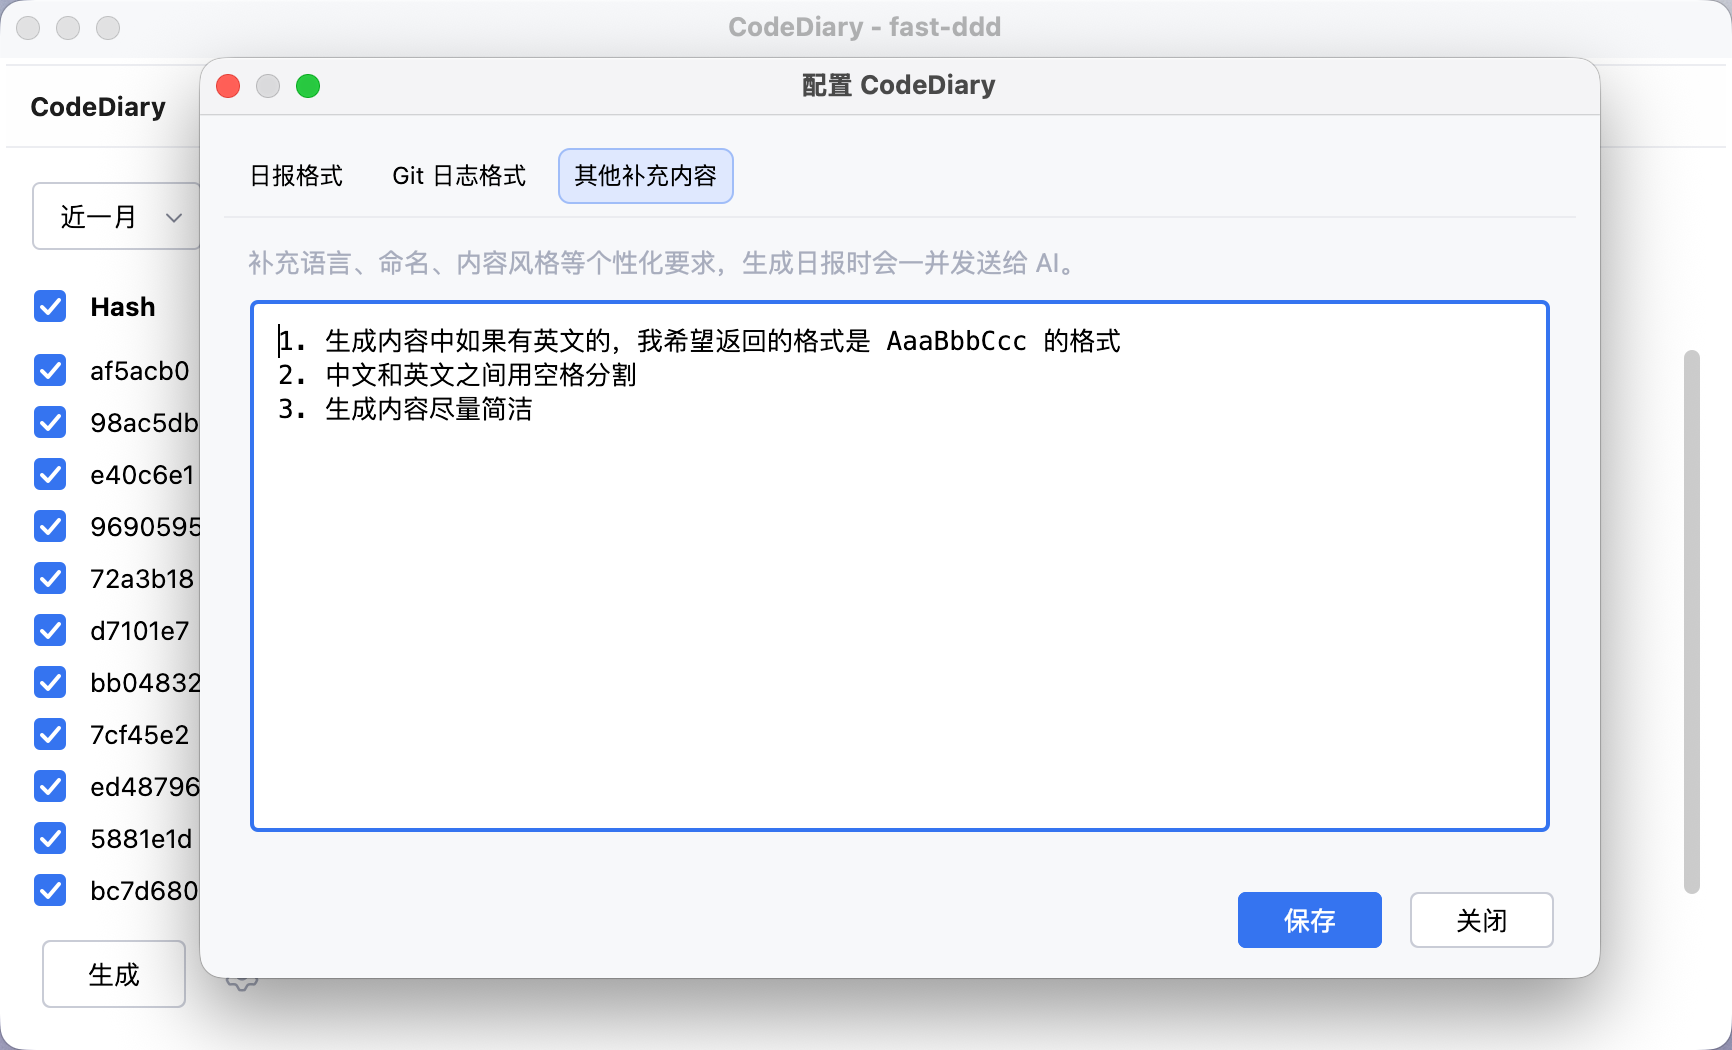 CodeDiary - fast-ddd
配置 CodeDiary
CodeDiary
日报格式
Git 日志格式
其他补充内容
近一月
补充语言、命名、内容风格等个性化要求，生成日报时会一并发送给 AI。
Hash
1. 生成内容中如果有英文的，我希望返回的格式是 AaaBbbCcc 的格式
2. 中文和英文之间用空格分割
3. 生成内容尽量简洁
af5acb0
98ac5db
e40c6e1
9690595
72a3b18
d7101e7
bb04832
7cf45e2
ed48796
5881e1d
bc7d680
保存
关闭
生成